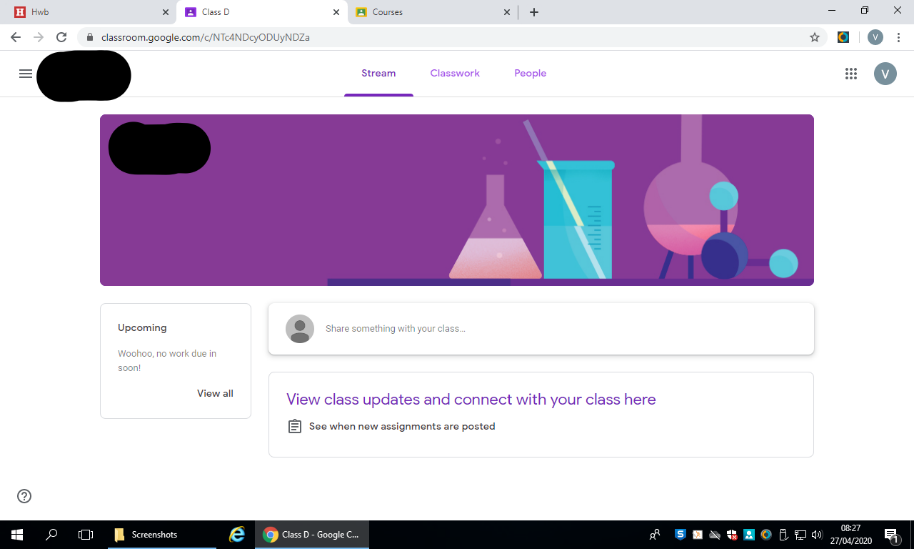 Hwb
Class D
Courses
classroom.google.com/c/NTc4NDcyODUyNDZa
V
Stream
Classwork
People
V
Upcoming
Woohoo, no work due in
soon!
View all
Share something with your class...
View class updates and connect with your class here
See when new assignments are posted
Screenshots
Class D - Google C...
08:27
27/04/2020
1